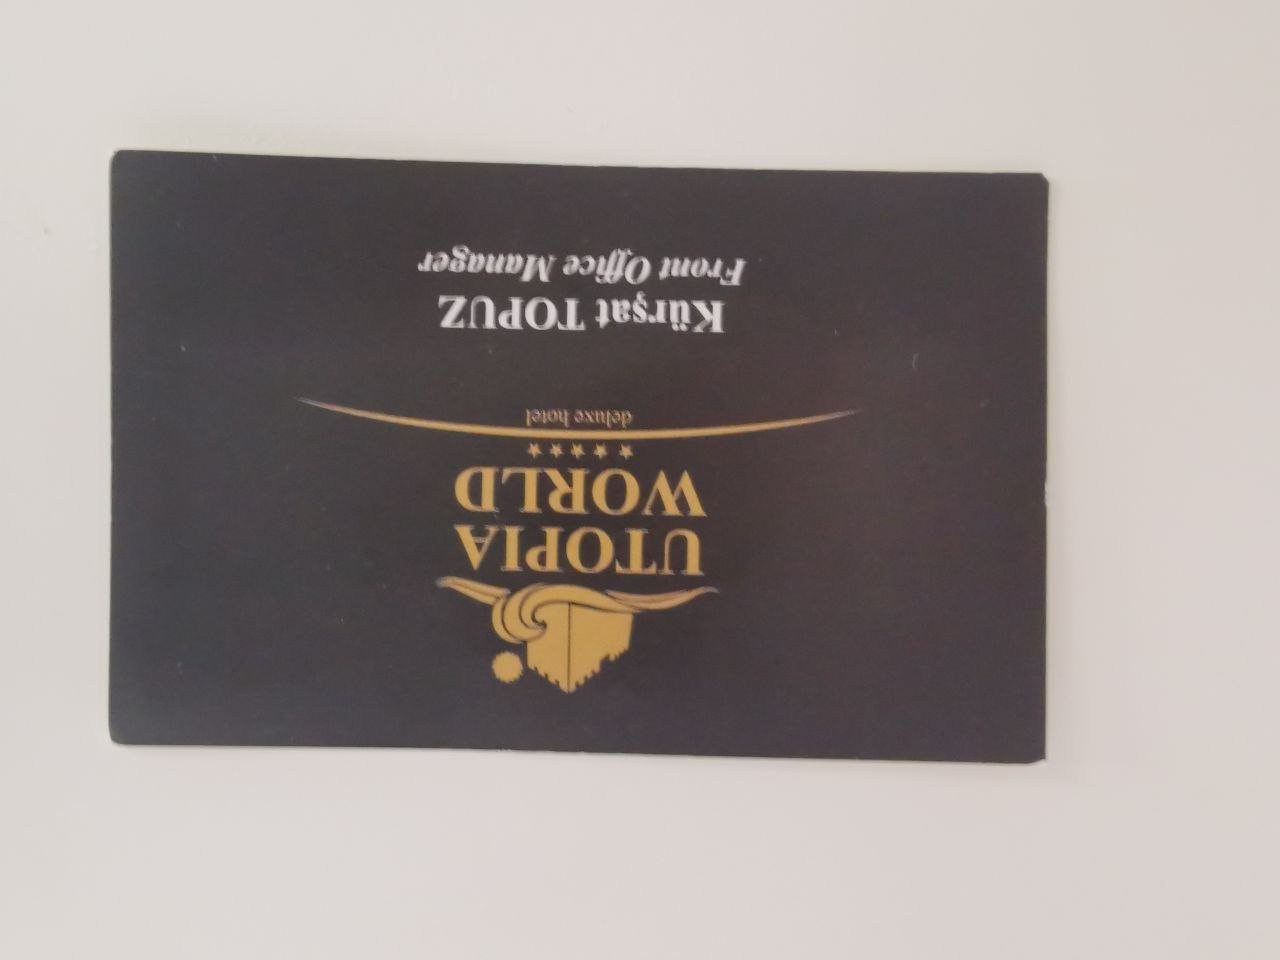 UTOPIA
WORLD
★★★★★
deluxe hotel
Kürşat TOPUZ
Front Office Manager